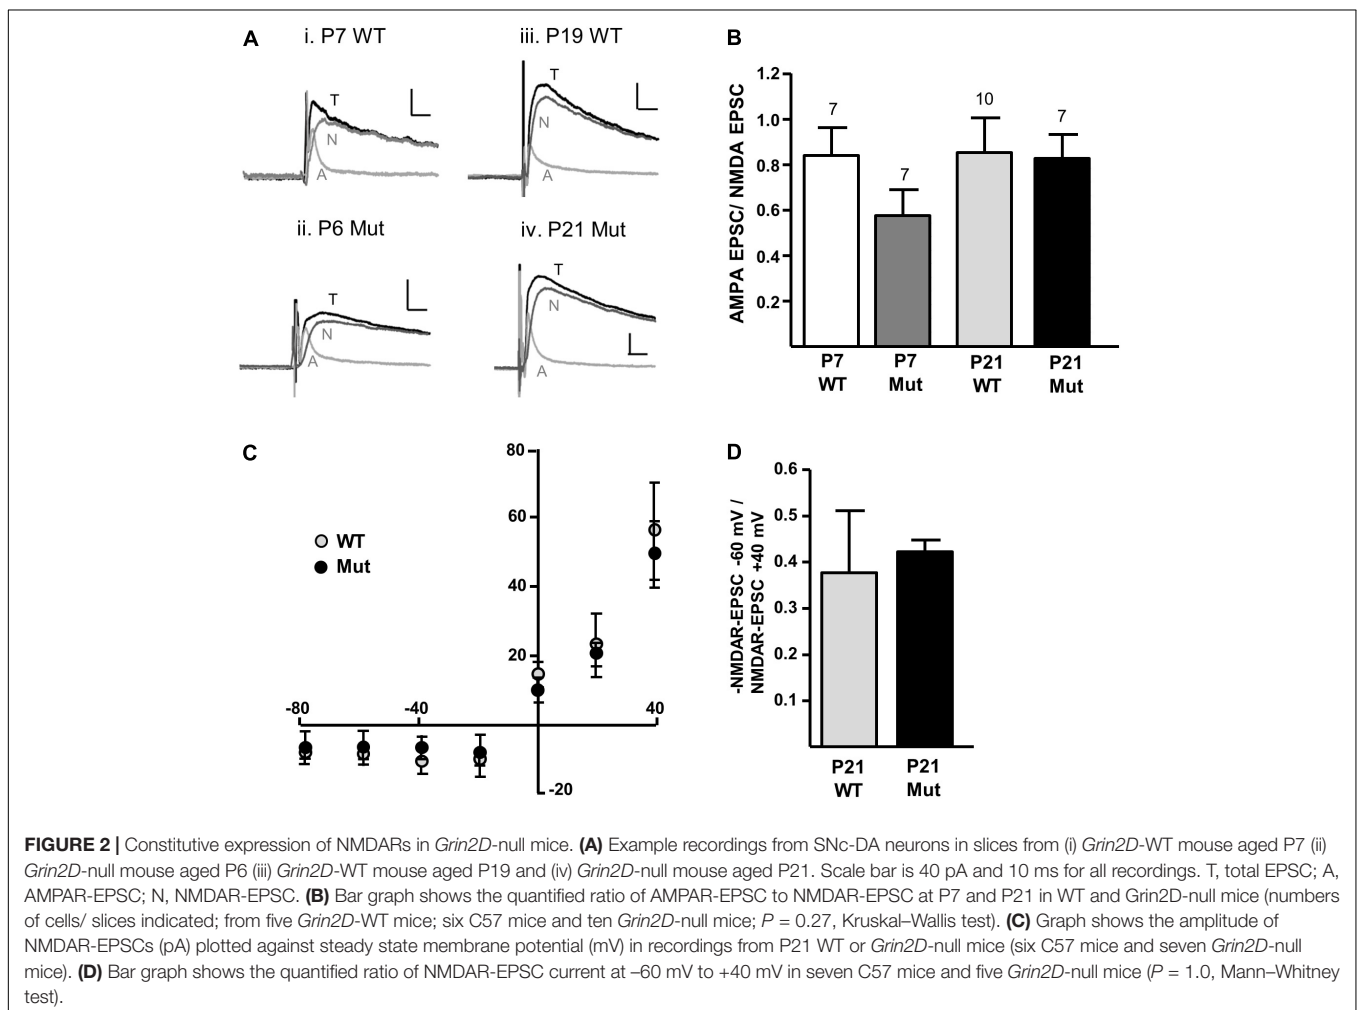 A
i. P7 WT
T
N
A
iii. P19 WT
T
N
A
ii. P6 Mut
T
N
A
iv. P21 Mut
T
N
A
B
AMPA EPSC/ NMDA EPSC
1.2
1.0
0.8
0.6
0.4
0.2
7
7
10
7
P7
WT
P7
Mut
P21
WT
P21
Mut
C
80
60
40
20
-20
-80
-40
40
WT
Mut
D
-NMDAR-EPSC -60 mV /
NMDAR-EPSC +40 mV
0.6
0.5
0.4
0.3
0.2
0.1
P21
WT
P21
Mut
FIGURE 2 | Constitutive expression of NMDARs in Grin2D-null mice. (A) Example recordings from SNc-DA neurons in slices from (i) Grin2D-WT mouse aged P7 (ii)
Grin2D-null mouse aged P6 (iii) Grin2D-WT mouse aged P19 and (iv) Grin2D-null mouse aged P21. Scale bar is 40 pA and 10 ms for all recordings. T, total EPSC; A,
AMPAR-EPSC; N, NMDAR-EPSC. (B) Bar graph shows the quantified ratio of AMPAR-EPSC to NMDAR-EPSC at P7 and P21 in WT and Grin2D-null mice (numbers
of cells/ slices indicated; from five Grin2D-WT mice; six C57 mice and ten Grin2D-null mice; P = 0.27, Kruskal–Wallis test). (C) Graph shows the amplitude of
NMDAR-EPSCs (pA) plotted against steady state membrane potential (mV) in recordings from P21 WT or Grin2D-null mice (six C57 mice and seven Grin2D-null
mice). (D) Bar graph shows the quantified ratio of NMDAR-EPSC current at –60 mV to +40 mV in seven C57 mice and five Grin2D-null mice (P = 1.0, Mann–Whitney
test).